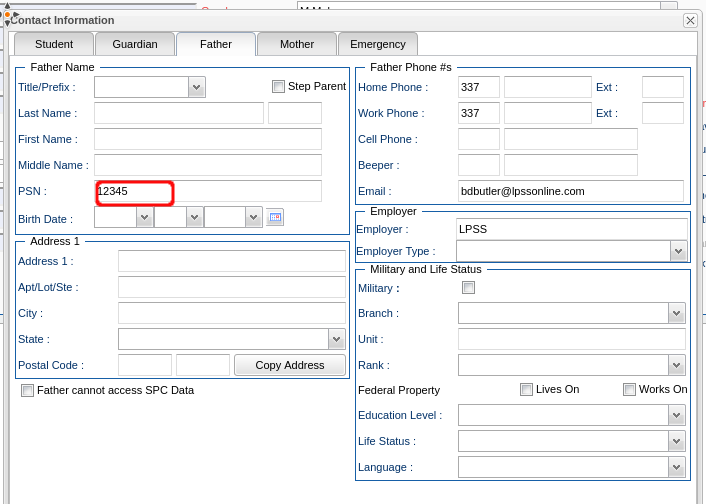 Contact Information
Student Guardian Father Mother Emergency
Father Name
Title/Prefix :
Step Parent
Last Name :
First Name :
Middle Name :
PSN : 12345
Birth Date :
Address 1
Address 1 :
Apt/Lot/Ste :
City :
State :
Postal Code :
Copy Address
Father cannot access SPC Data
Father Phone #s
Home Phone : 337 Ext :
Work Phone : 337 Ext :
Cell Phone :
Beeper :
Email : bdbutler@lpssonline.com
Employer
Employer : LPSS
Employer Type :
Military and Life Status
Military :
Branch :
Unit :
Rank :
Federal Property Lives On Works On
Education Level :
Life Status :
Language :